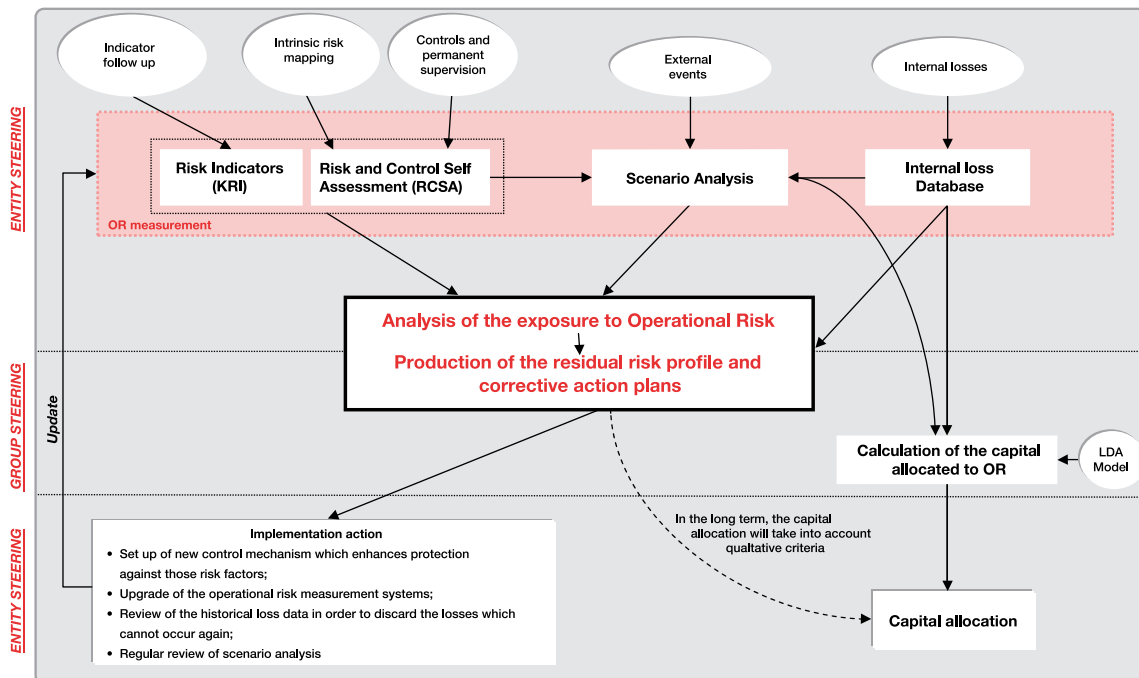 Indicator
follow up
Intrinsic risk
mapping
Controls and
permanent
supervision
External
events
Internal losses
ENTITY STEERING
Risk Indicators
(KRI)
Risk and Control Self
Assessment (RCSA)
Scenario Analysis
Internal loss
Database
OR measurement
Analysis of the exposure to Operational Risk
Production of the residual risk profile and
corrective action plans
GROUP STEERING
Update
Calculation of the capital
allocated to OR
LDA
Model
ENTITY STEERING
Implementation action
• Set up of new control mechanism which enhances protection
against those risk factors;
• Upgrade of the operational risk measurement systems;
• Review of the historical loss data in order to discard the losses which
cannot occur again;
• Regular review of scenario analysis
In the long term, the capital
allocation will take into account
qualitative criteria
Capital allocation